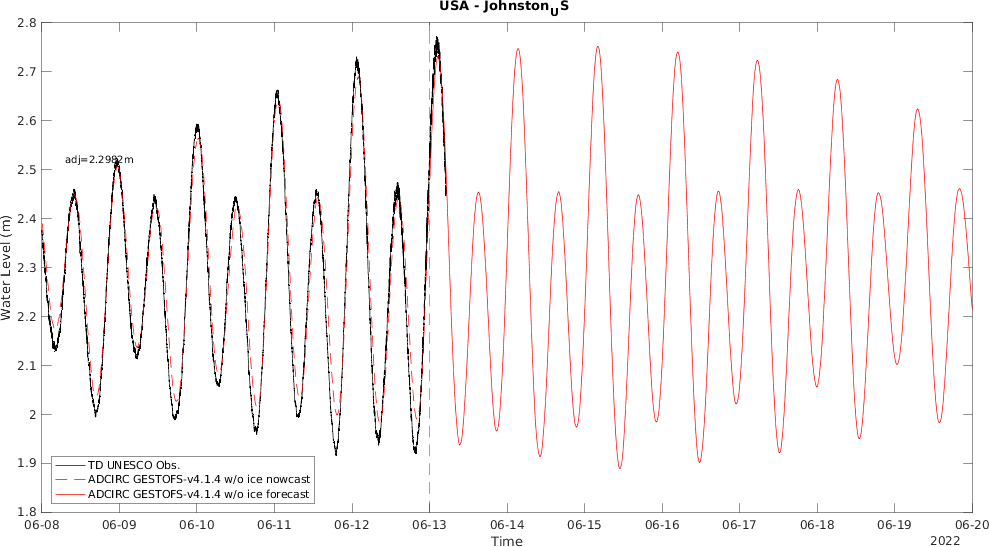 USA - Johnston_US
2.8
2.7
2.6
2.5
2.4
2.3
2.2
2.1
2
1.9
1.8
Water Level (m)
adj=2.2982m
TD UNESCO Obs.
ADCIRC GESTOFS-v4.1.4 w/o ice nowcast
ADCIRC GESTOFS-v4.1.4 w/o ice forecast
06-08 06-09 06-10 06-11 06-12 06-13 06-14 06-15 06-16 06-17 06-18 06-19 06-20
Time
2022